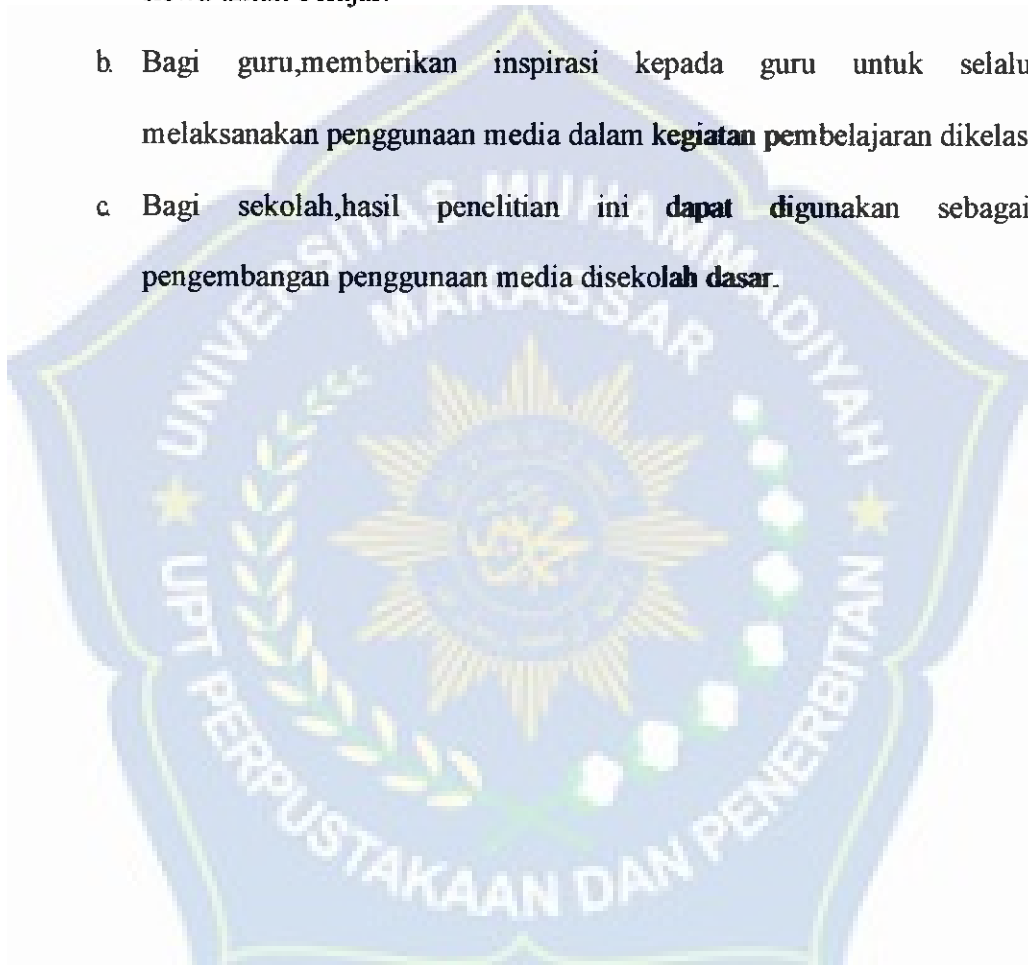 b. Bagi guru,memberikan inspirasi kepada guru untuk selalu
melaksanakan penggunaan media dalam kegiatan pembelajaran dikelas
c. Bagi sekolah,hasil penelitian ini dapat digunakan sebagai
pengembangan penggunaan media disekolah dasar.
UNIVERSITAS MUHAMMADIYAH
MAKASSAR
UPT PERPUSTAKAAN DAN PENERBITAN